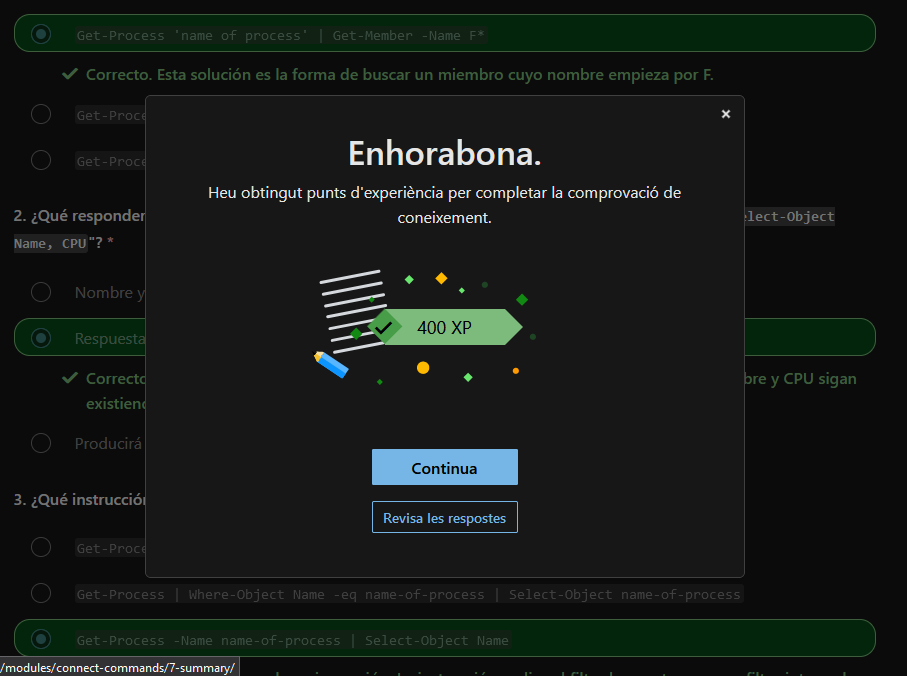 Get-Process 'name of process' | Get-Member -Name F*
Correcto. Esta solución es la forma de buscar un miembro cuyo nombre empieza por F.
×
Get-Proce
Enhorabona.
Get-Proce
Heu obtingut punts d'experiència per completar la comprovació de
coneixement.
2. ¿Qué responder
elect-Object
Name, CPU"? *
Nombre y
400 XP
Respuesta
Correcto
bre y CPU sigan
existiend
Producirá
Continua
3. ¿Qué instrucción
Revisa les respostes
Get-Proce
Get-Process | Where-Object Name -eq name-of-process | Select-Object name-of-process
Get-Process -Name name-of-process | Select-Object Name
/modules/connect-commands/7-summary/